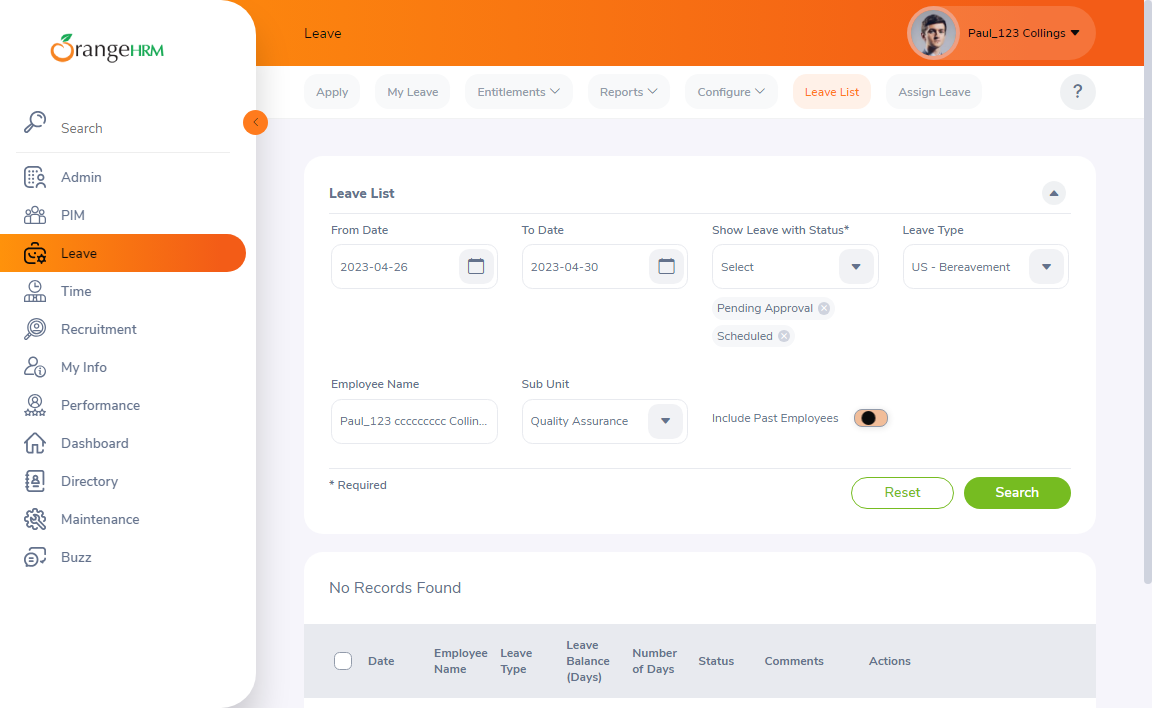 OrangeHRM
Search
Admin
PIM
Leave
Time
Recruitment
My Info
Performance
Dashboard
Directory
Maintenance
Buzz
Leave
Paul_123 Collings
Apply
My Leave
Entitlements
Reports
Configure
Leave List
Assign Leave
?
Leave List
From Date
To Date
Show Leave with Status*
Leave Type
2023-04-26
2023-04-30
Select
US - Bereavement
Pending Approval
Scheduled
Employee Name
Sub Unit
Paul_123 ccccccccc Collin...
Quality Assurance
Include Past Employees
* Required
Reset
Search
No Records Found
Date
Employee
Name
Leave
Type
Leave
Balance
(Days)
Number
of Days
Status
Comments
Actions